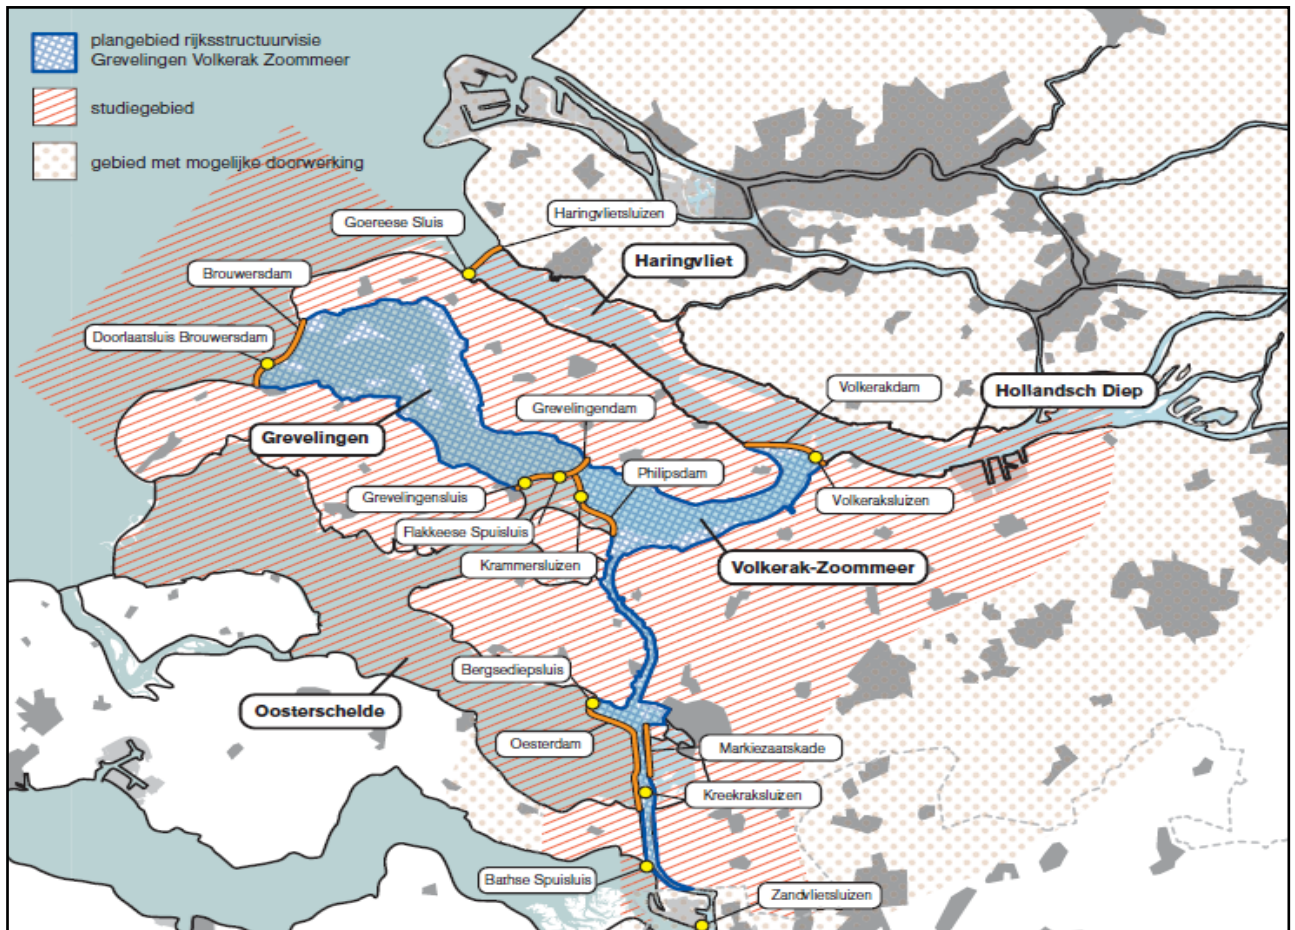 plangebied rijksstructuurvisie
Grevelingen Volkerak Zoommeer
studiegebied
gebied met mogelijke doorwerking
Goereese Sluis
Haringvlietsluizen
Haringvliet
Brouwersdam
Doorlaatsluis Brouwersdam
Volkerakdam
Hollandsch Diep
Grevelingendam
Grevelingen
Philipsdam
Grevelingensluis
Volkeraksluizen
Flakkeese Spuisluis
Krammersluizen
Volkerak-Zoommeer
Bergsediepsluis
Oosterschelde
Oesterdam
Markiezaatskade
Kreekraksluizen
Bathse Spuisluis
Zandvlietsluizen